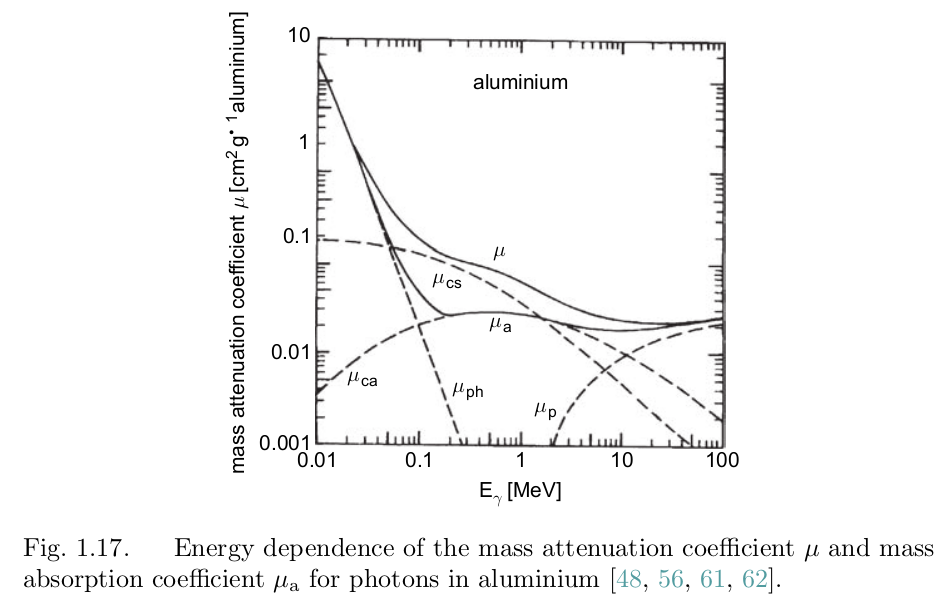 10
1
0.1
0.01
0.001
mass attenuation coefficient μ [cm² g• ¹aluminium]
aluminium
μ
μcs
μa
μca
μph
μp
0.01 0.1 1 10 100
Eγ [MeV]
Fig. 1.17. Energy dependence of the mass attenuation coefficient μ and mass
absorption coefficient μa for photons in aluminium [48, 56, 61, 62].